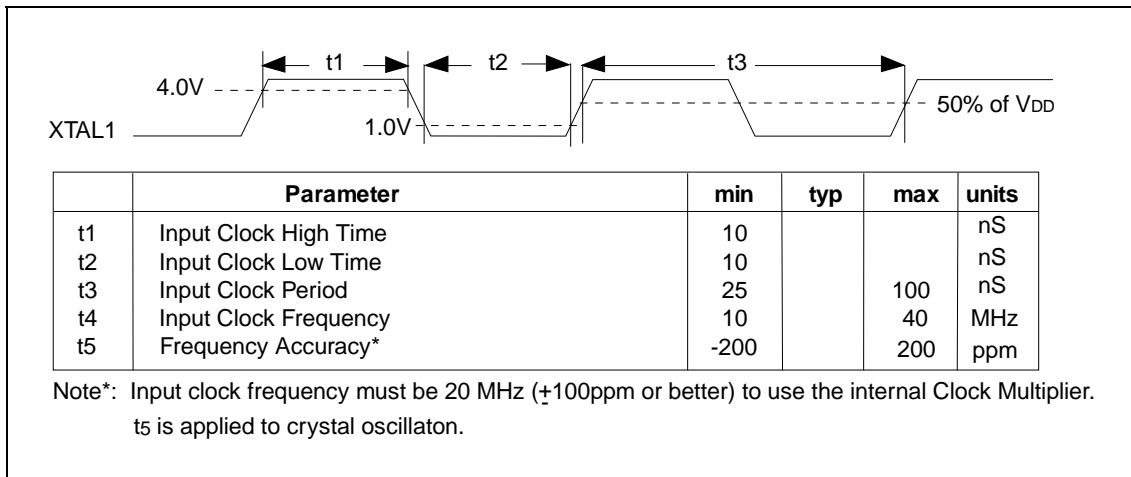 t1 t2 t3
4.0V
50% of VDD
XTAL1 1.0V
Parameter min typ max units
t1 Input Clock High Time 10 nS
t2 Input Clock Low Time 10 nS
t3 Input Clock Period 25 100 nS
t4 Input Clock Frequency 10 40 MHz
t5 Frequency Accuracy* -200 200 ppm
Note*: Input clock frequency must be 20 MHz (±100ppm or better) to use the internal Clock Multiplier.
t5 is applied to crystal oscillaton.